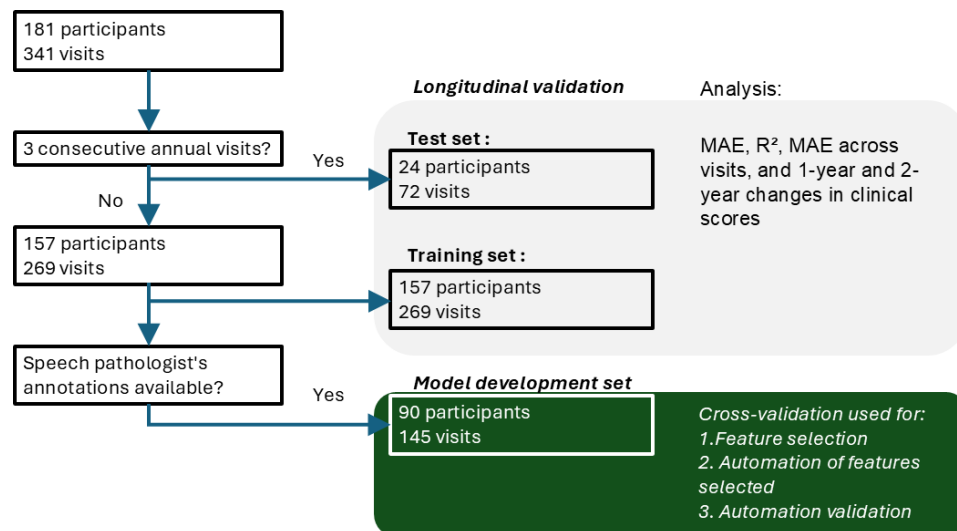 181 participants
341 visits
3 consecutive annual visits?
Yes
No
157 participants
269 visits
Speech pathologist's
annotations available?
Yes
Longitudinal validation
Test set :
24 participants
72 visits
Training set :
157 participants
269 visits
Analysis:
MAE, R², MAE across
visits, and 1-year and 2-
year changes in clinical
scores
Model development set
90 participants
145 visits
Cross-validation used for:
1.Feature selection
2. Automation of features
selected
3. Automation validation